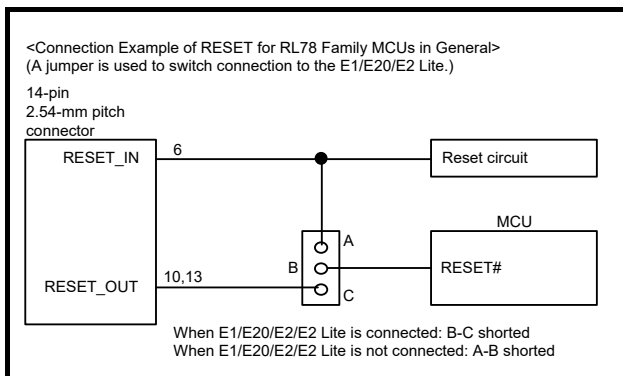 <Connection Example of RESET for RL78 Family MCUs in General>
(A jumper is used to switch connection to the E1/E20/E2 Lite.)
14-pin
2.54-mm pitch
connector
RESET_IN
6
Reset circuit
MCU
A
B
RESET#
RESET_OUT
10,13
C
When E1/E20/E2/E2 Lite is connected: B-C shorted
When E1/E20/E2/E2 Lite is not connected: A-B shorted